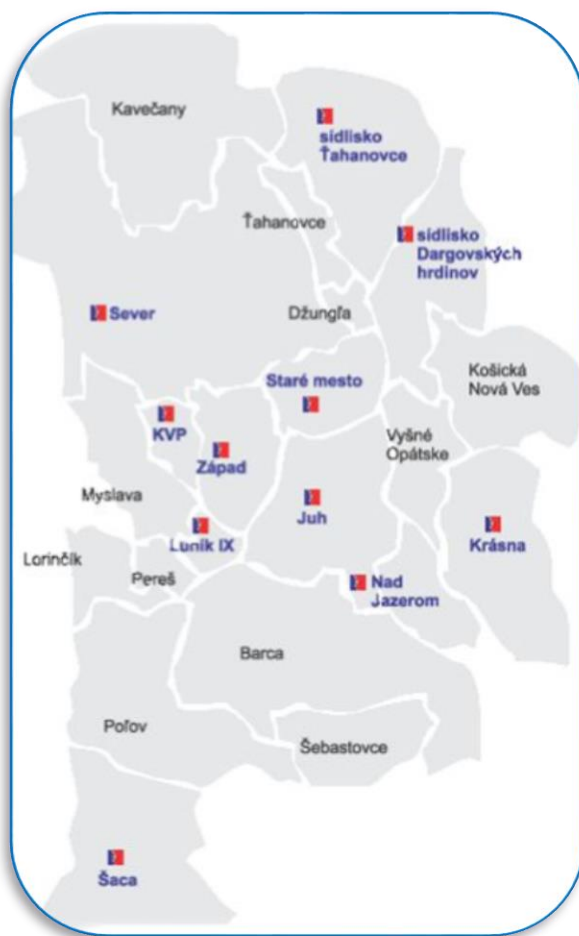 Kavečany
sídlisko
Ťahanovce
Ťahanovce
sídlisko
Dargovských
hrdinov
Sever
Džungľa
Košická
Nová Ves
Staré mesto
KVP
Vyšné
Opátske
Západ
Myslava
Juh
Krásna
Luník IX
Lorinčík
Pereš
Nad
Jazerom
Barca
Poľov
Šebastovce
Šaca